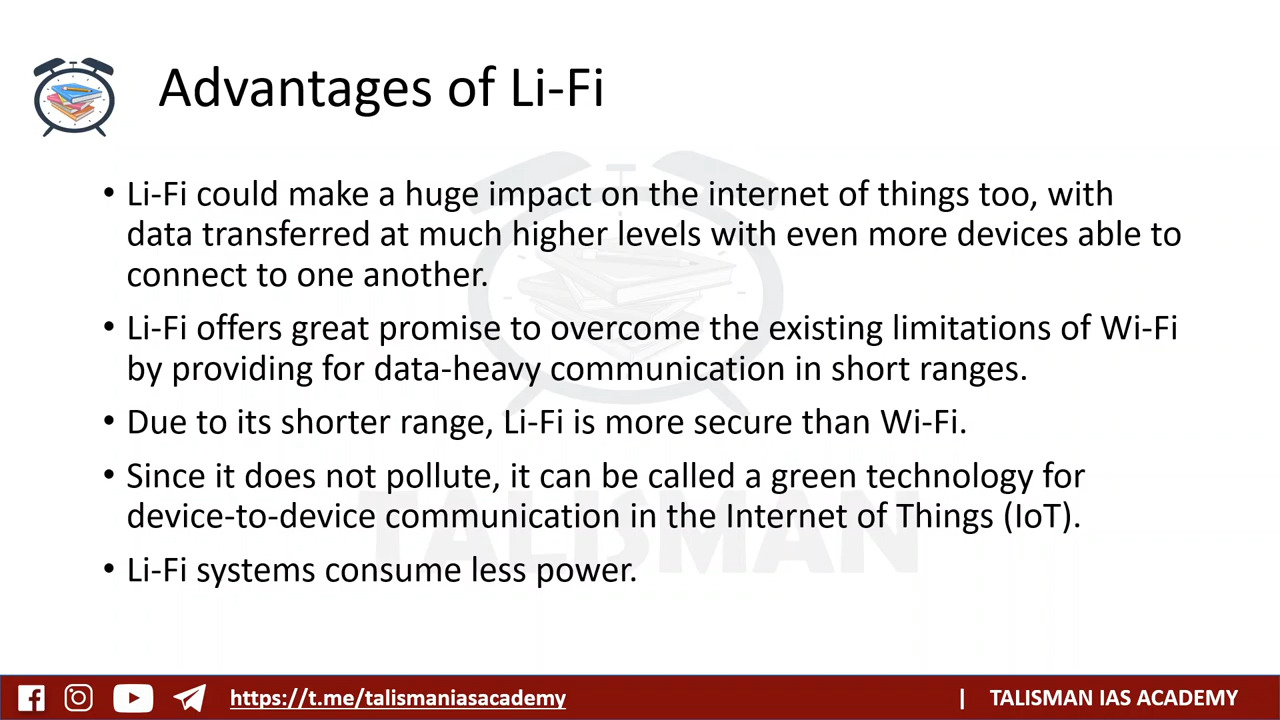 Advantages of Li-Fi
• Li-Fi could make a huge impact on the internet of things too, with
data transferred at much higher levels with even more devices able to
connect to one another.
• Li-Fi offers great promise to overcome the existing limitations of Wi-Fi
by providing for data-heavy communication in short ranges.
• Due to its shorter range, Li-Fi is more secure than Wi-Fi.
• Since it does not pollute, it can be called a green technology for
device-to-device communication in the Internet of Things (IoT).
• Li-Fi systems consume less power.
TALISMAN
https://t.me/talismaniasacademy
| TALISMAN IAS ACADEMY